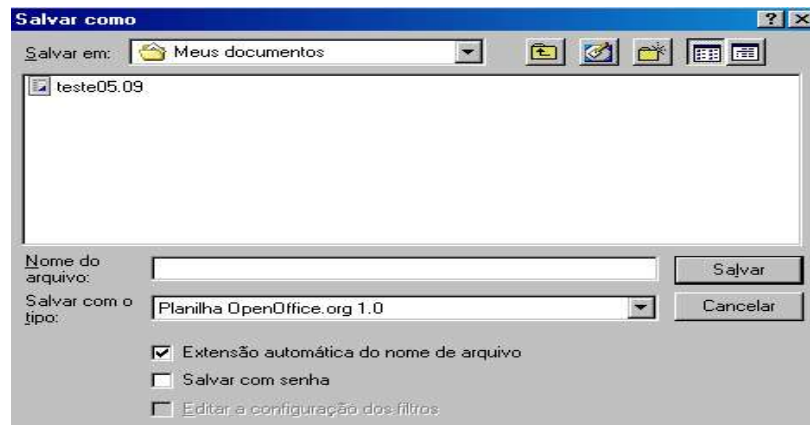 Salvar como
Salvar em: Meus documentos
teste05.09
Nome do arquivo:
Salvar
Salvar com o tipo: Planilha OpenOffice.org 1.0
Cancelar
Extensão automática do nome de arquivo
Salvar com senha
Editar a configuração dos filtros